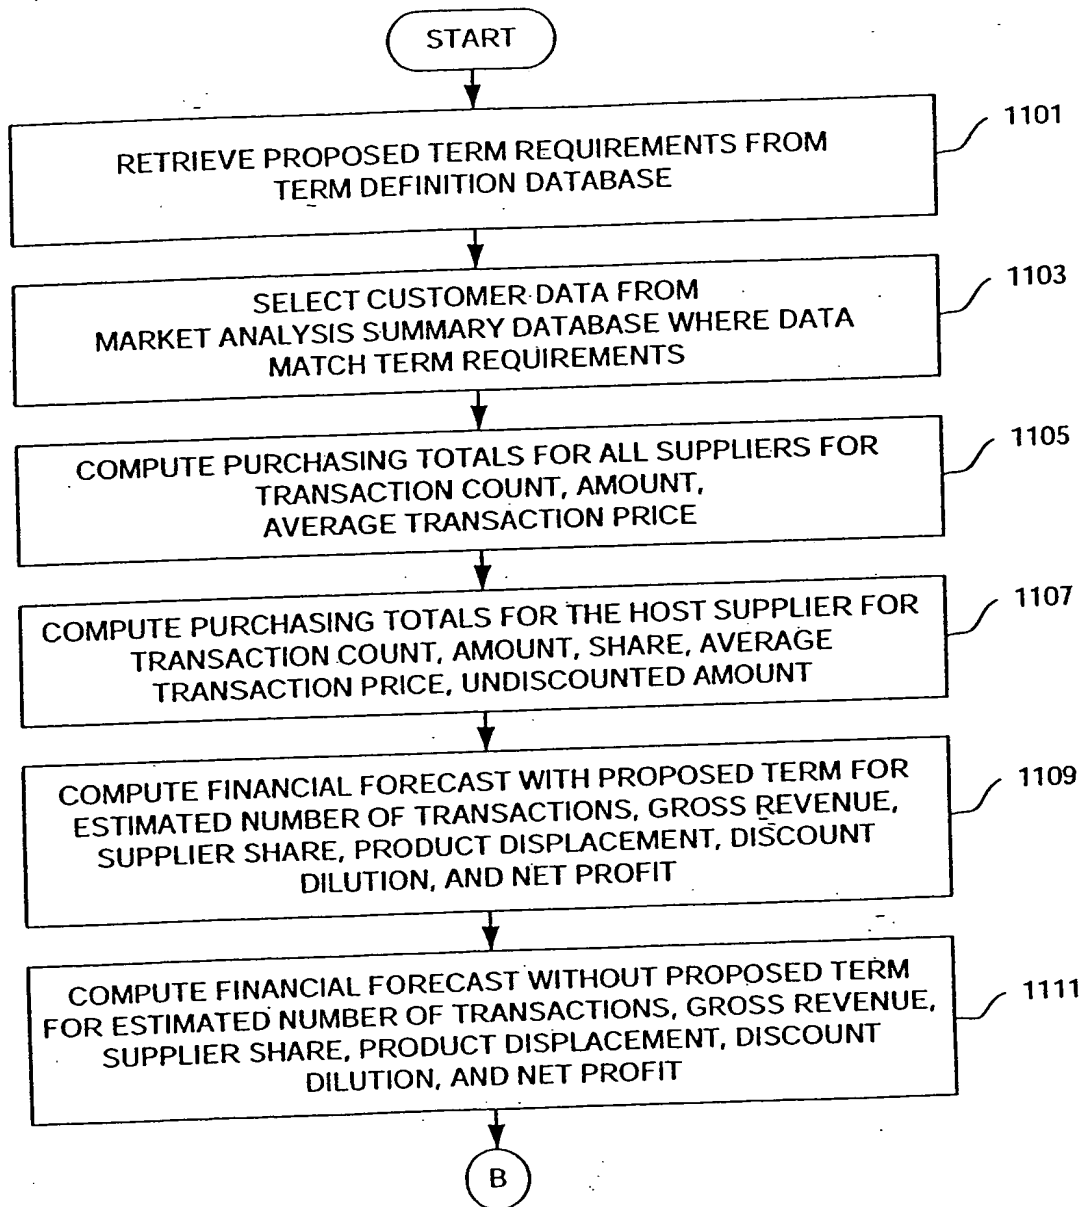 START
RETRIEVE PROPOSED TERM REQUIREMENTS FROM
TERM DEFINITION DATABASE
1101
SELECT CUSTOMER DATA FROM
MARKET ANALYSIS SUMMARY DATABASE WHERE DATA
MATCH TERM REQUIREMENTS
1103
COMPUTE PURCHASING TOTALS FOR ALL SUPPLIERS FOR
TRANSACTION COUNT, AMOUNT,
AVERAGE TRANSACTION PRICE
1105
COMPUTE PURCHASING TOTALS FOR THE HOST SUPPLIER FOR
TRANSACTION COUNT, AMOUNT, SHARE, AVERAGE
TRANSACTION PRICE, UNDISCOUNTED AMOUNT
1107
COMPUTE FINANCIAL FORECAST WITH PROPOSED TERM FOR
ESTIMATED NUMBER OF TRANSACTIONS, GROSS REVENUE,
SUPPLIER SHARE, PRODUCT DISPLACEMENT, DISCOUNT
DILUTION, AND NET PROFIT
1109
COMPUTE FINANCIAL FORECAST WITHOUT PROPOSED TERM
FOR ESTIMATED NUMBER OF TRANSACTIONS, GROSS REVENUE,
SUPPLIER SHARE, PRODUCT DISPLACEMENT, DISCOUNT
DILUTION, AND NET PROFIT
1111
B